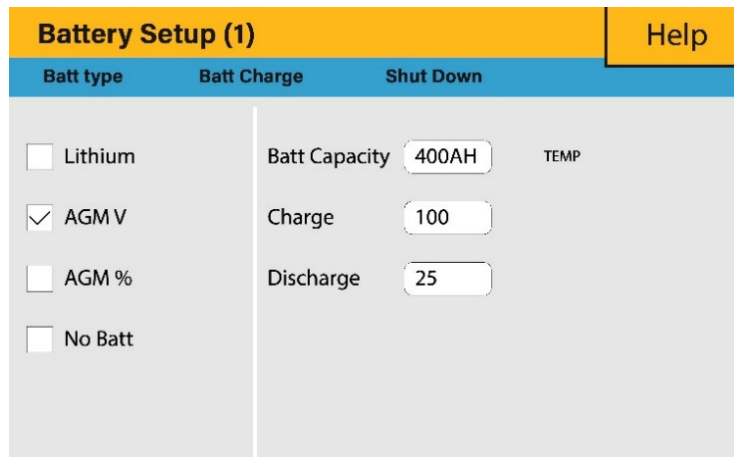 Battery Setup (1)
Help
Batt type Batt Charge Shut Down
Lithium
AGM V
AGM %
No Batt
Batt Capacity 400AH TEMP
Charge 100
Discharge 25